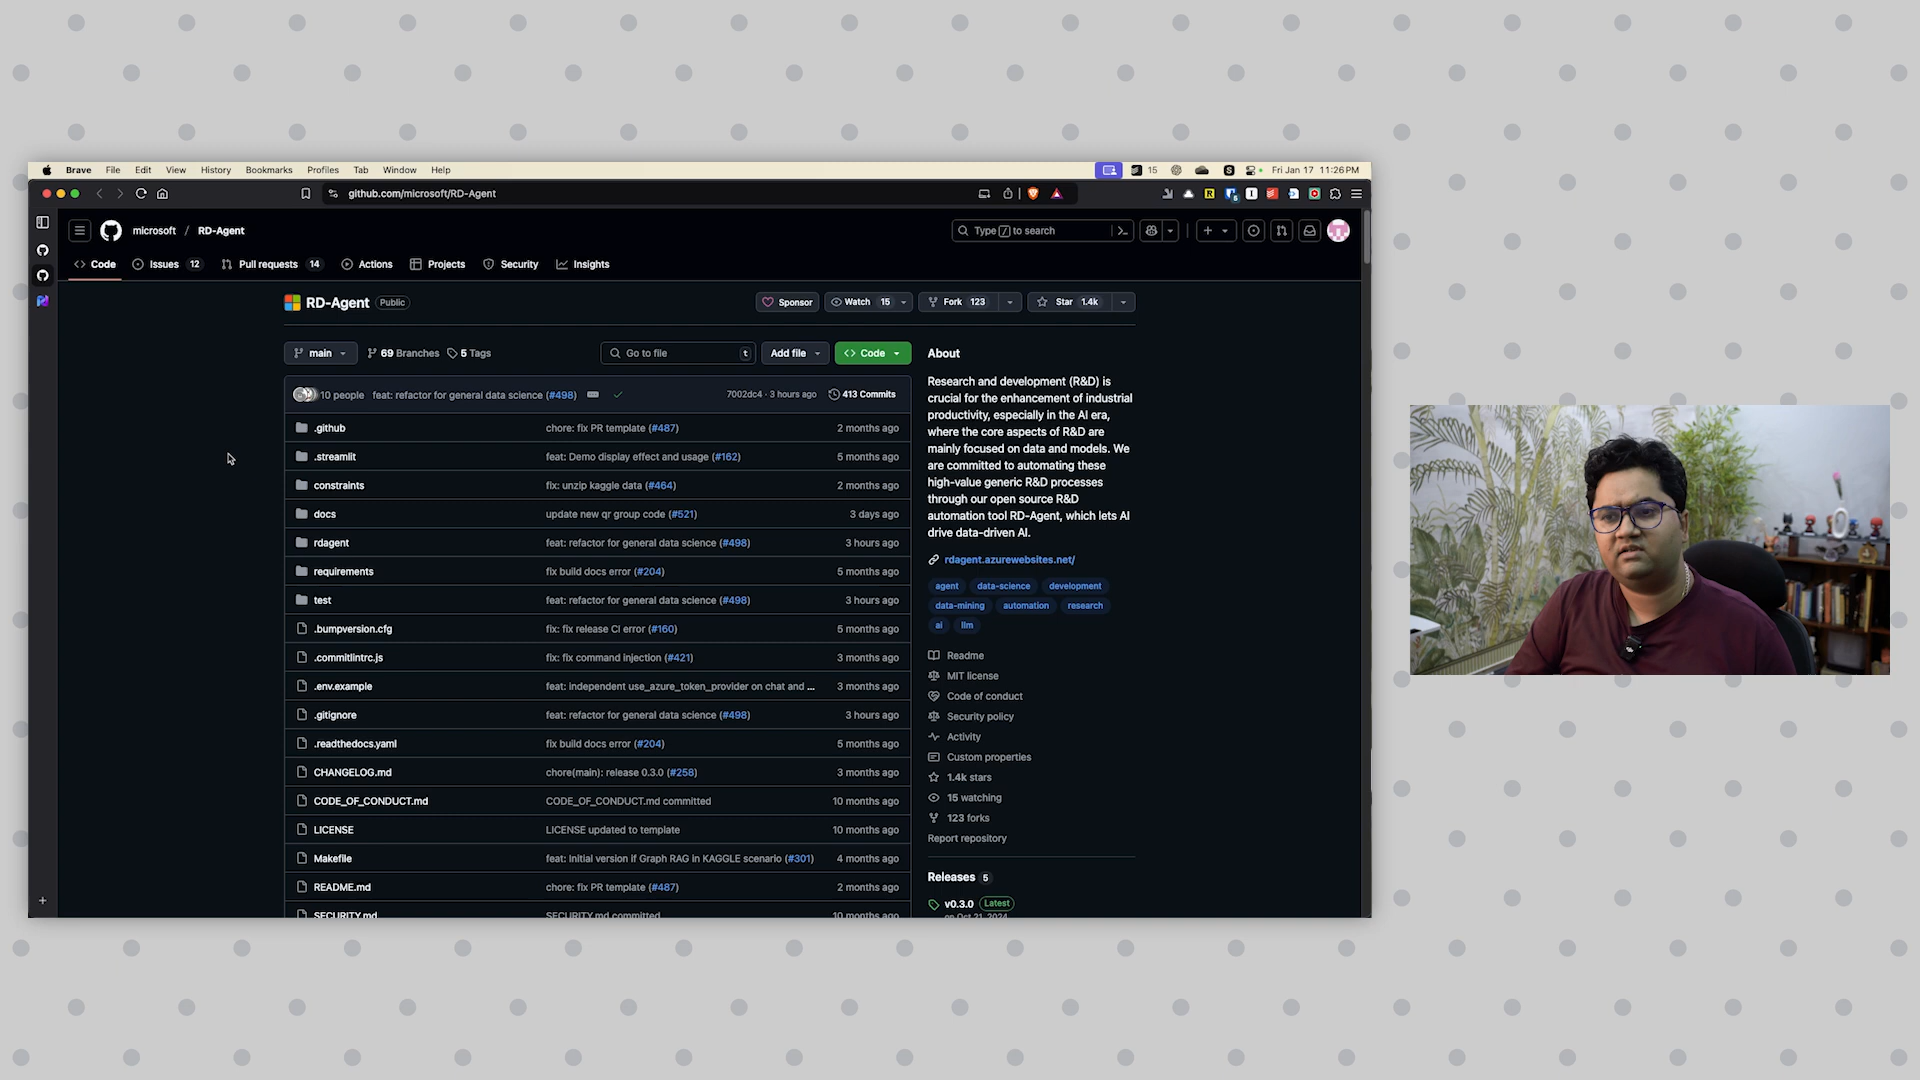 Brave File Edit View History Bookmarks Profiles Tab Window Help 15 Fri Jan 17 11:26 PM
github.com/microsoft/RD-Agent
microsoft / RD-Agent Type / to search
Code Issues 12 Pull requests 14 Actions Projects Security Insights
RD-Agent Public Sponsor Watch 15 Fork 123 Star 1.4k
main 69 Branches 5 Tags Go to file t Add file Code
10 people feat: refactor for general data science (#498) 7002dc4 · 3 hours ago 413 Commits
.github chore: fix PR template (#487) 2 months ago
.streamlit feat: Demo display effect and usage (#162) 5 months ago
constraints fix: unzip kaggle data (#464) 2 months ago
docs update new qr group code (#521) 3 days ago
rdagent feat: refactor for general data science (#498) 3 hours ago
requirements fix build docs error (#204) 5 months ago
test feat: refactor for general data science (#498) 3 hours ago
.bumpversion.cfg fix: fix release CI error (#160) 5 months ago
.commitlintrc.js fix: fix command injection (#421) 3 months ago
.env.example feat: independent use_azure_token_provider on chat and ... 3 months ago
.gitignore feat: refactor for general data science (#498) 3 hours ago
.readthedocs.yaml fix build docs error (#204) 5 months ago
CHANGELOG.md chore(main): release 0.3.0 (#258) 3 months ago
CODE_OF_CONDUCT.md CODE_OF_CONDUCT.md committed 10 months ago
LICENSE LICENSE updated to template 10 months ago
Makefile feat: Initial version if Graph RAG in KAGGLE scenario (#301) 4 months ago
README.md chore: fix PR template (#487) 2 months ago
SECURITY.md SECURITY.md committed 10 months ago
About
Research and development (R&D) is
crucial for the enhancement of industrial
productivity, especially in the AI era,
where the core aspects of R&D are
mainly focused on data and models. We
are committed to automating these
high-value generic R&D processes
through our open source R&D
automation tool RD-Agent, which lets AI
drive data-driven AI.
rdagent.azurewebsites.net/
agent data-science development
data-mining automation research
ai llm
Readme
MIT license
Code of conduct
Security policy
Activity
Custom properties
1.4k stars
15 watching
123 forks
Report repository
Releases 5
v0.3.0 Latest
on Oct 21, 2024